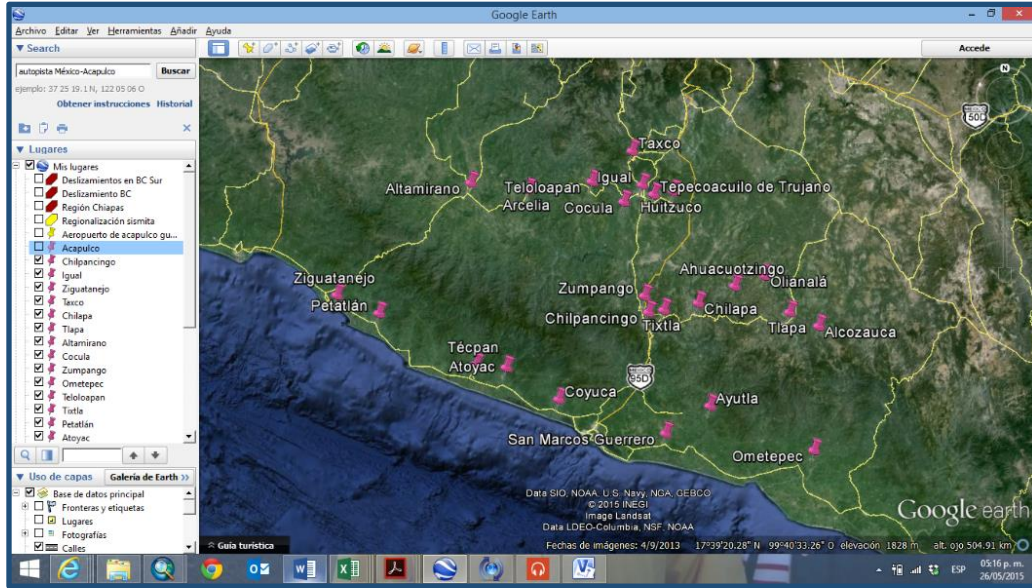 Google Earth
Archivo Editar Ver Herramientas Añadir Ayuda
Search
autopista México-Acapulco
Buscar
ejemplo: 37 25 19.1 N, 122 05 06 O
Obtener instrucciones Historial
Lugares
Mis lugares
Deslizamientos en BC Sur
Deslizamiento BC
Región Chiapas
Regionalización sismita
Aeropuerto de acapulco gu...
Acapulco
Chilpancingo
Igual
Ziguatanejo
Taxco
Chilapa
Tlapa
Altamirano
Cocula
Zumpango
Ometepec
Teloloapan
Tixtla
Petatlán
Atoyac
Uso de capas
Galería de Earth >>
Base de datos principal
Fronteras y etiquetas
Lugares
Fotografías
Calles
Accede
N
150D
Taxco
Altamirano
Teloloapan
Igual
Tepecoacuilo de Trujano
Arcelia
Cocula
Huitzuco
Ziguatanejo
Petatlán
Ahuacuotzingo
Olianalá
Zumpango
Chilpancingo
Tixtla
Chilapa
Tlapa
Alcozauca
Técpan
Atoyac
95D
Coyuca
Ayutla
San Marcos Guerrero
Ometepec
Data SIO, NOAA, U.S. Navy, NGA, GEBCO
© 2015 INEGI
Image Landsat
Data LDEO-Columbia, NSF, NOAA
Google earth
Guía turística
Fechas de imágenes: 4/9/2013 17°39'20.28" N 99°40'33.26" O elevación 1828 m alt. ojo 504.91 km
ESP
05:16 p. m.
26/05/2015